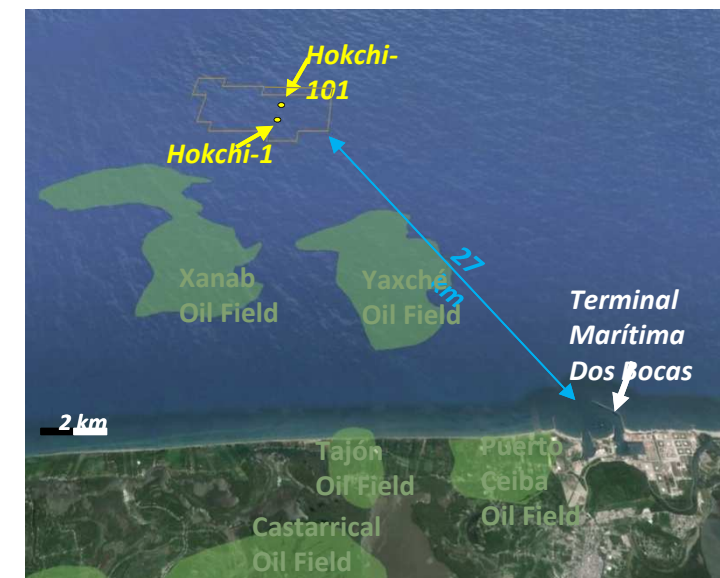 Hokchi-
101
Hokchi-1
27
km
Xanab
Oil Field
Yaxché
Oil Field
Terminal
Marítima
Dos Bocas
2 km
Tajón
Oil Field
Puerto
Ceiba
Oil Field
Castarrical
Oil Field